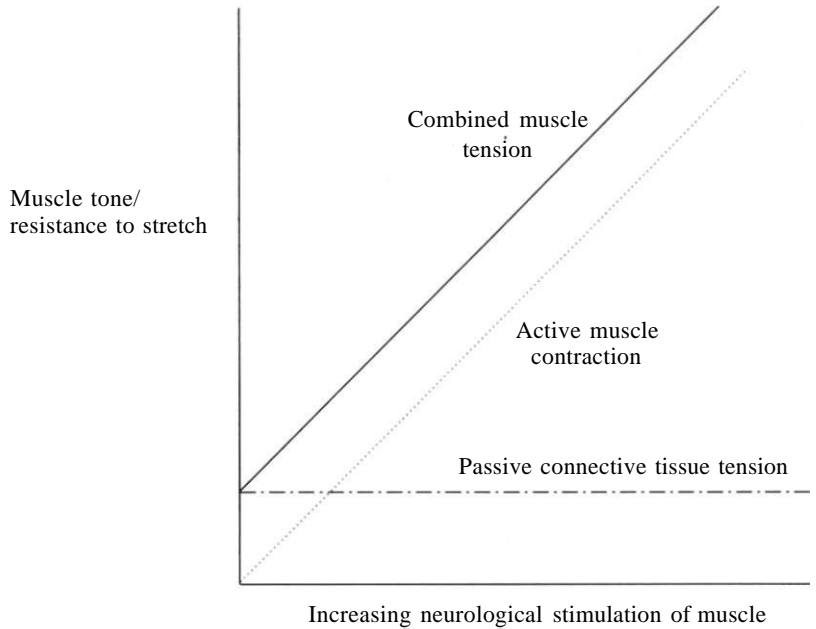 Combined muscle
tension
Muscle tone/
resistance to stretch
Active muscle
contraction
Passive connective tissue tension
Increasing neurological stimulation of muscle